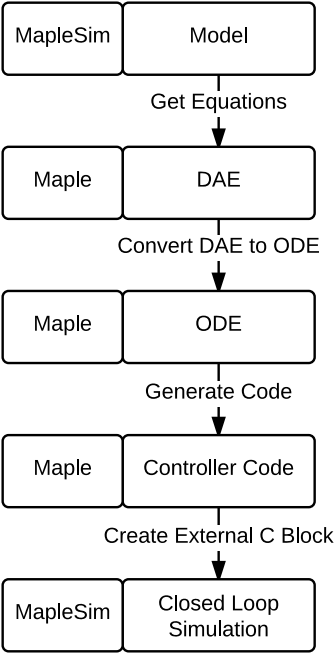 MapleSim Model
Get Equations
Maple DAE
Convert DAE to ODE
Maple ODE
Generate Code
Maple Controller Code
Create External C Block
MapleSim Closed Loop
Simulation